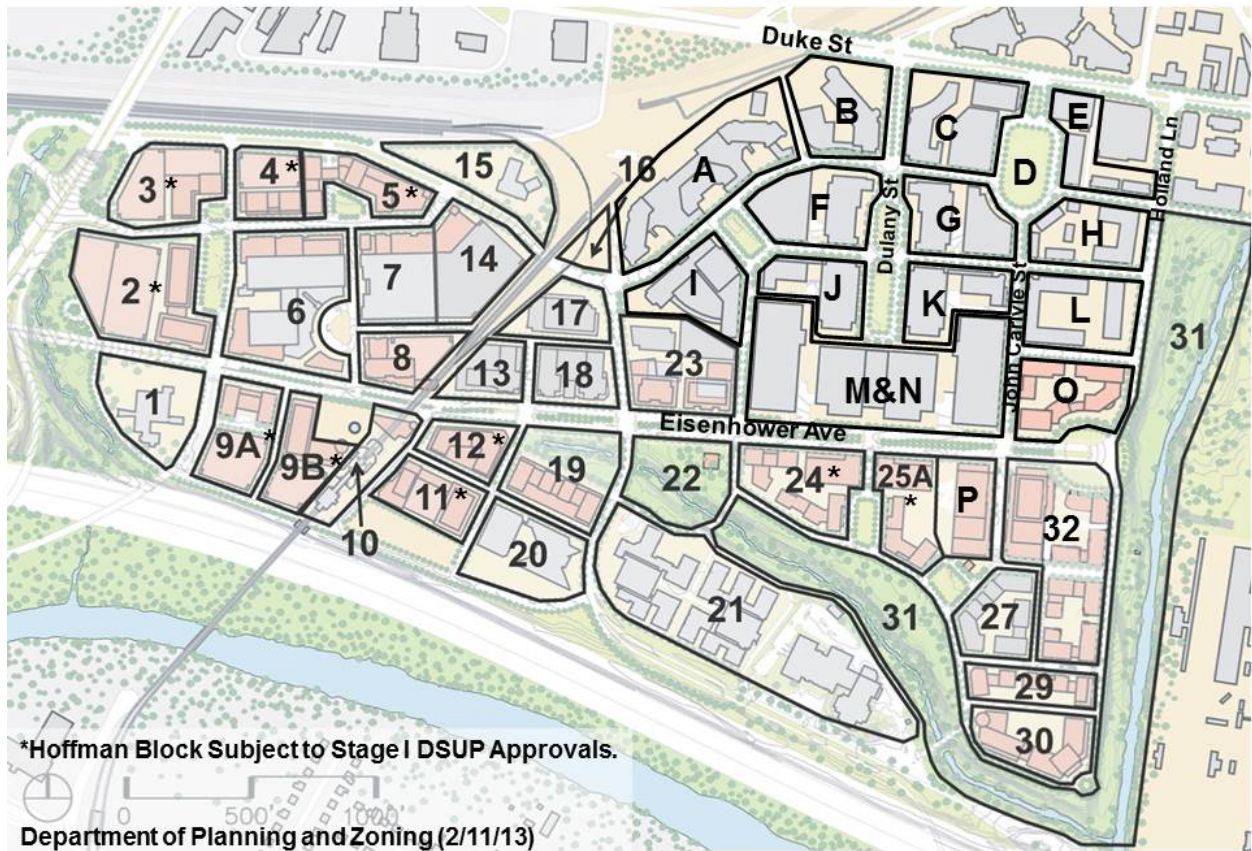 Duke St
B
C
E
15
16
A
D
Holland Ln
3*
4*
5*
F
Dulany St
G
H
7
14
2*
6
I
J
K
John Carlyle St
L
31
17
8
13
18
23
M&N
O
1
Eisenhower Ave
9A*
9B*
12*
19
22
24*
25A
*
P
32
11*
10
20
21
31
27
29
30
*Hoffman Block Subject to Stage I DSUP Approvals.
0 500' 1000'
Department of Planning and Zoning (2/11/13)